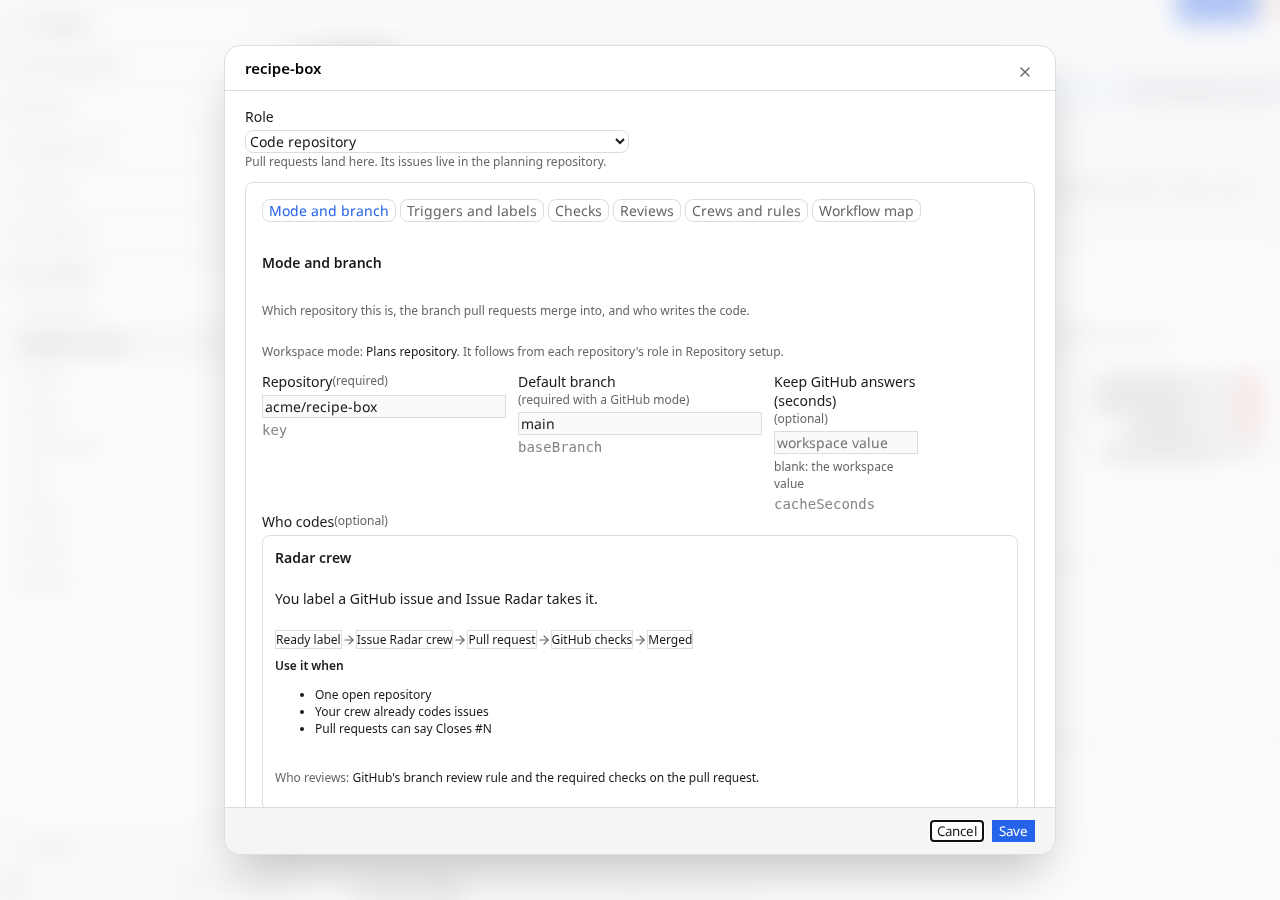 recipe-box
Role
Code repository
Pull requests land here. Its issues live in the planning repository.
Mode and branch Triggers and labels Checks Reviews Crews and rules Workflow map
Mode and branch
Which repository this is, the branch pull requests merge into, and who writes the code.
Workspace mode: Plans repository. It follows from each repository's role in Repository setup.
Repository(required)
acme/recipe-box
key
Default branch
(required with a GitHub mode)
main
baseBranch
Keep GitHub answers
(seconds)
(optional)
workspace value
blank: the workspace
value
cacheSeconds
Who codes(optional)
Radar crew
You label a GitHub issue and Issue Radar takes it.
Ready label→Issue Radar crew→Pull request→GitHub checks→Merged
Use it when
• One open repository
• Your crew already codes issues
• Pull requests can say Closes #N
Who reviews: GitHub's branch review rule and the required checks on the pull request.
Cancel Save